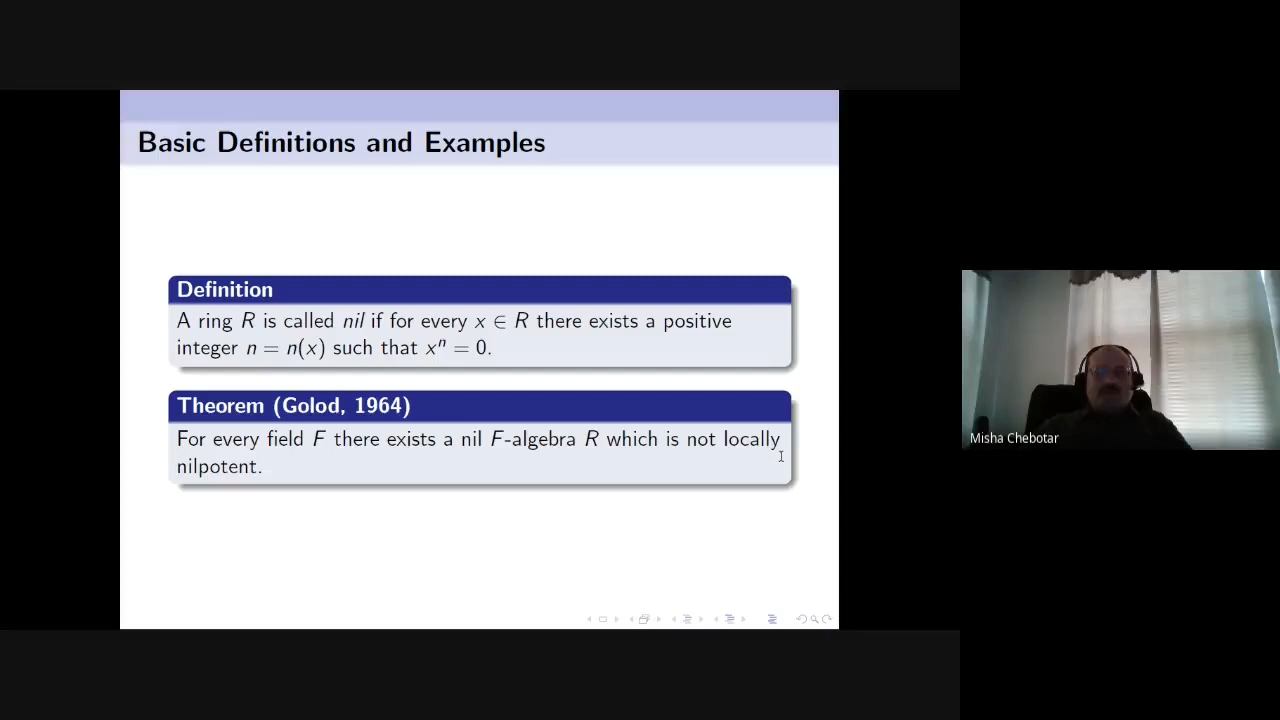 Basic Definitions and Examples
Definition
A ring R is called nil if for every x ∈ R there exists a positive
integer n = n(x) such that xⁿ = 0.
Theorem (Golod, 1964)
For every field F there exists a nil F-algebra R which is not locally
nilpotent.
Misha Chebotar